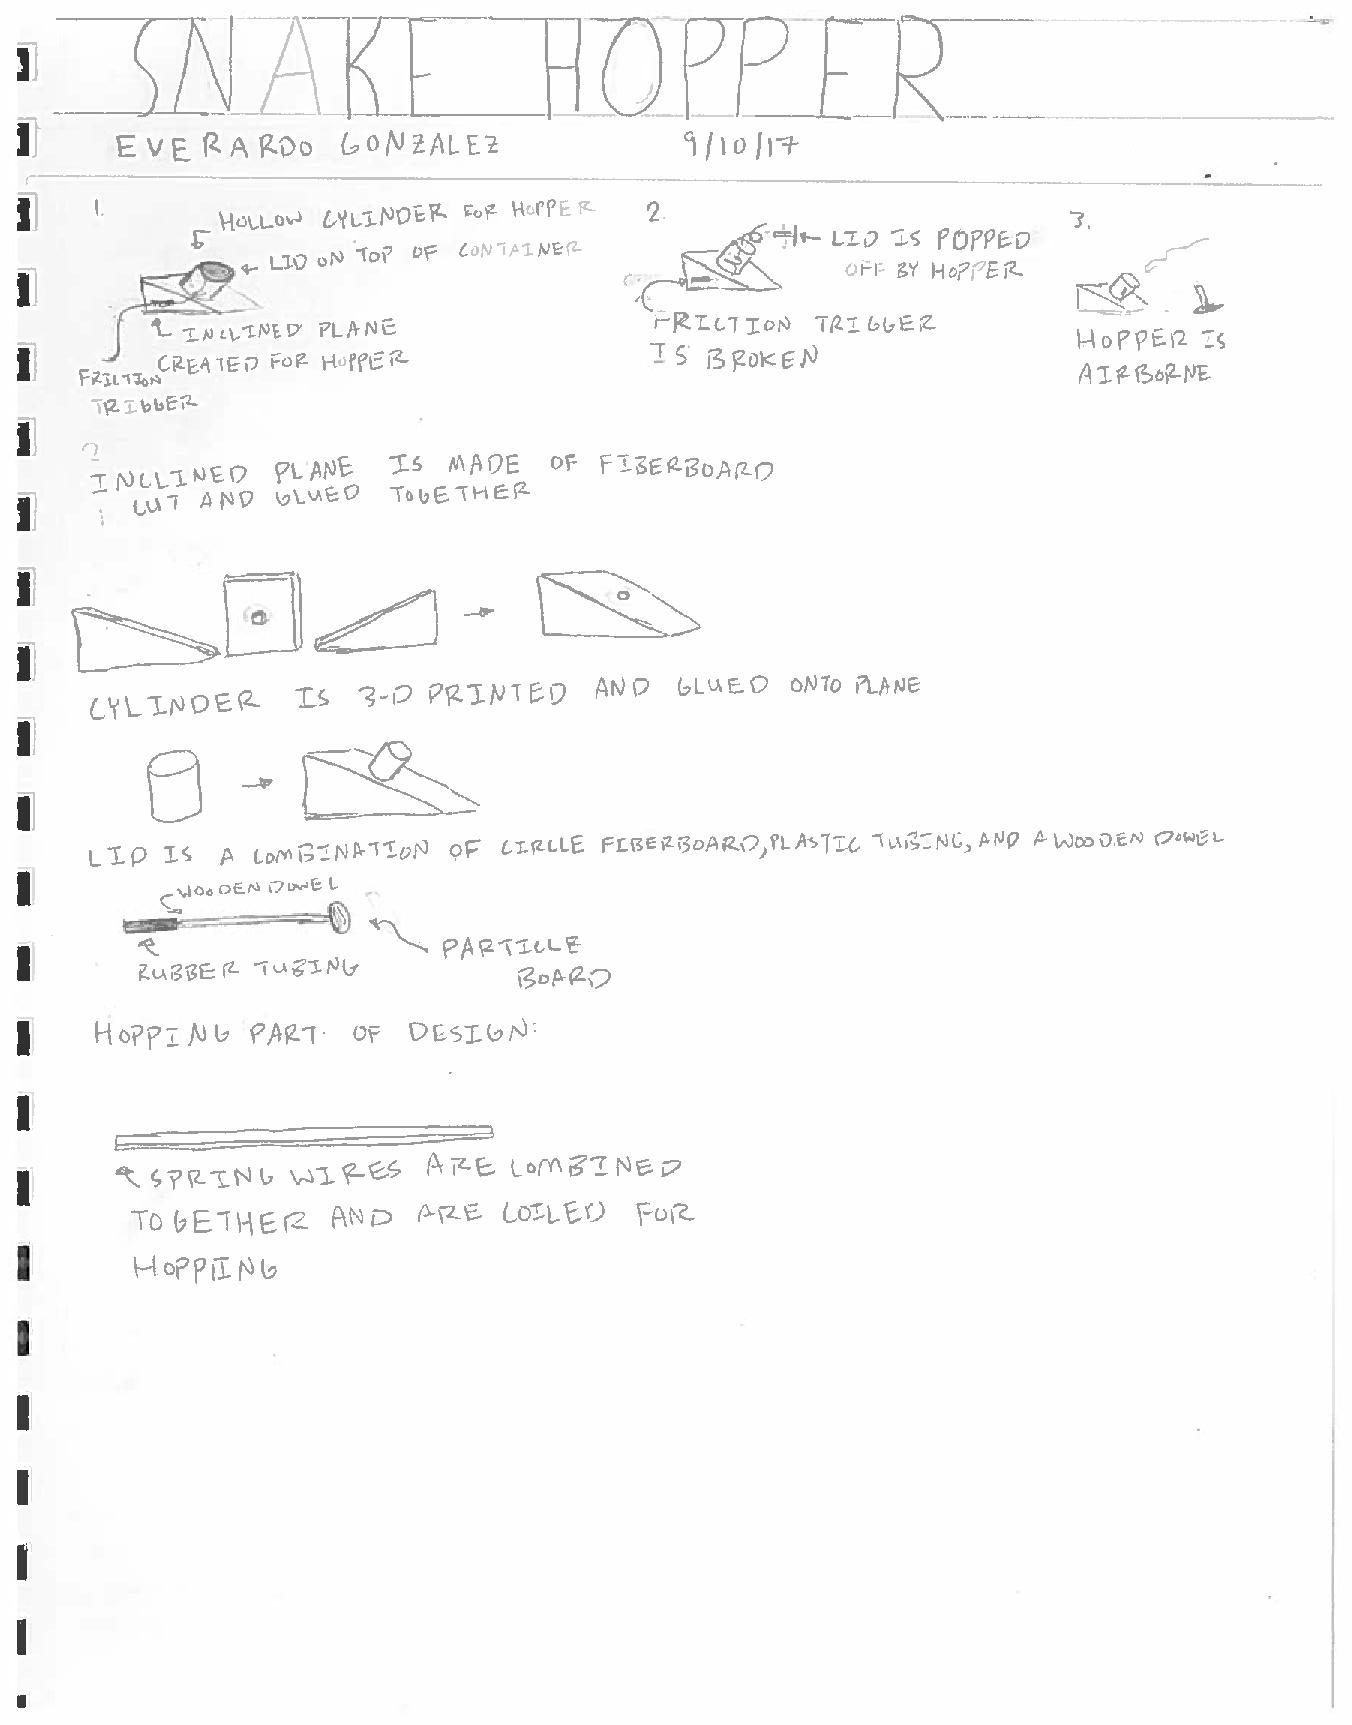 SNAKE HOPPER
EVERARDO GONZALEZ 9/10/17
1.
HOLLOW CYLINDER FOR HOPPER
LID ON TOP OF CONTAINER
INCLINED PLANE
CREATED FOR HOPPER
FRICTION
TRIGGER
2.
LID IS POPPED
OFF BY HOPPER
FRICTION TRIGGER
IS BROKEN
3.
HOPPER IS
AIRBORNE
INCLINED PLANE IS MADE OF FIBERBOARD
CUT AND GLUED TOGETHER
CYLINDER IS 3-D PRINTED AND GLUED ONTO PLANE
LID IS A COMBINATION OF CIRCLE FIBERBOARD, PLASTIC TUBING, AND A WOODEN DOWEL
WOODEN DOWEL
RUBBER TUBING
PARTICLE
BOARD
HOPPING PART OF DESIGN:
SPRING WIRES ARE COMBINED
TOGETHER AND ARE COILED FOR
HOPPIING